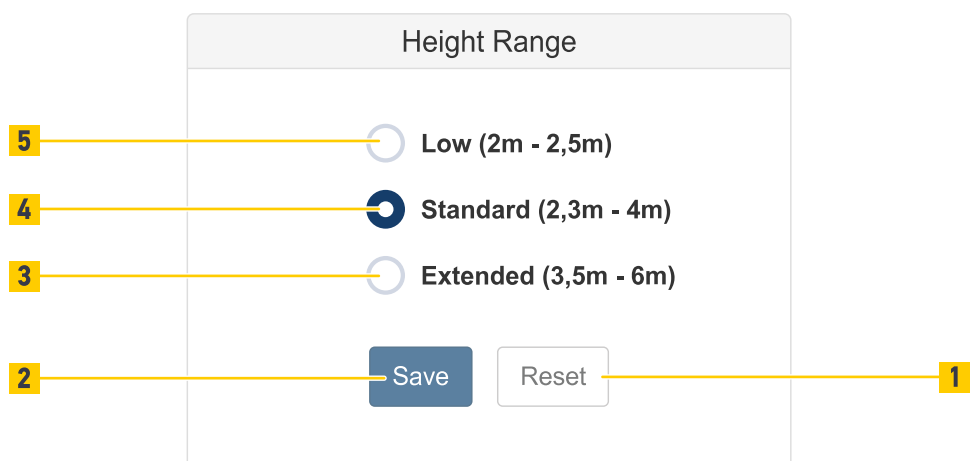 Height Range
5 Low (2m - 2,5m)
4 Standard (2,3m - 4m)
3 Extended (3,5m - 6m)
2 Save Reset 1